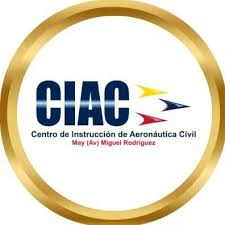 CIAC
Centro de Instrucción de Aeronáutica Civil
May (Av) Miguel Rodríguez